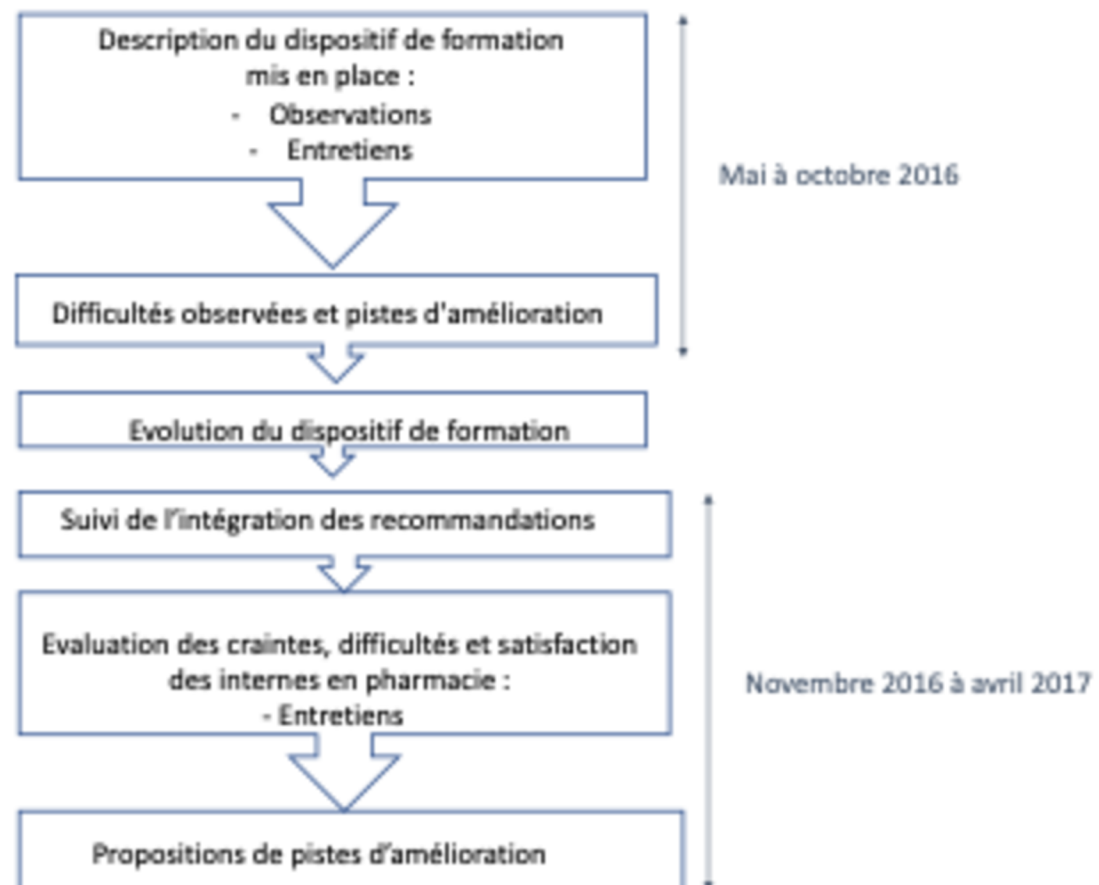 Description du dispositif de formation
mis en place :
- Observations
- Entretiens
Mai à octobre 2016
Difficultés observées et pistes d'amélioration
Evolution du dispositif de formation
Suivi de l'intégration des recommandations
Evaluation des craintes, difficultés et satisfaction
des internes en pharmacie :
- Entretiens
Novembre 2016 à avril 2017
Propositions de pistes d'amélioration